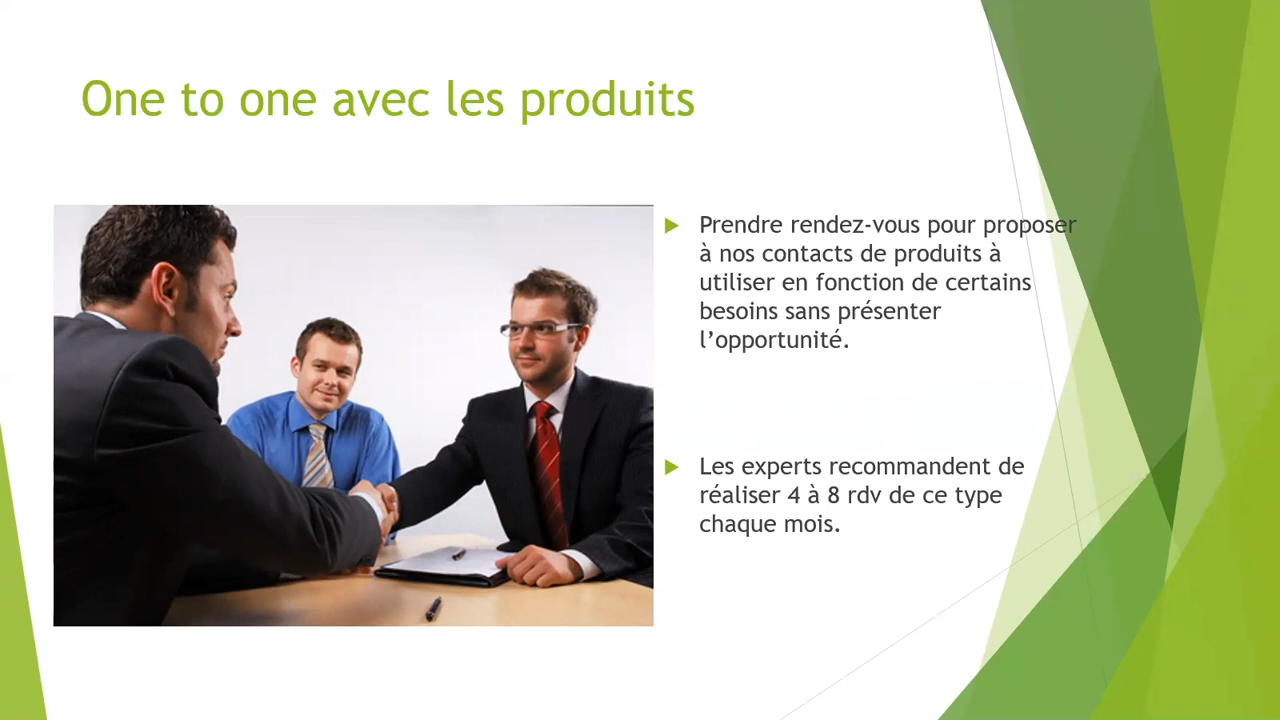 One to one avec les produits
Prendre rendez-vous pour proposer
à nos contacts de produits à
utiliser en fonction de certains
besoins sans présenter
l’opportunité.
Les experts recommandent de
réaliser 4 à 8 rdv de ce type
chaque mois.